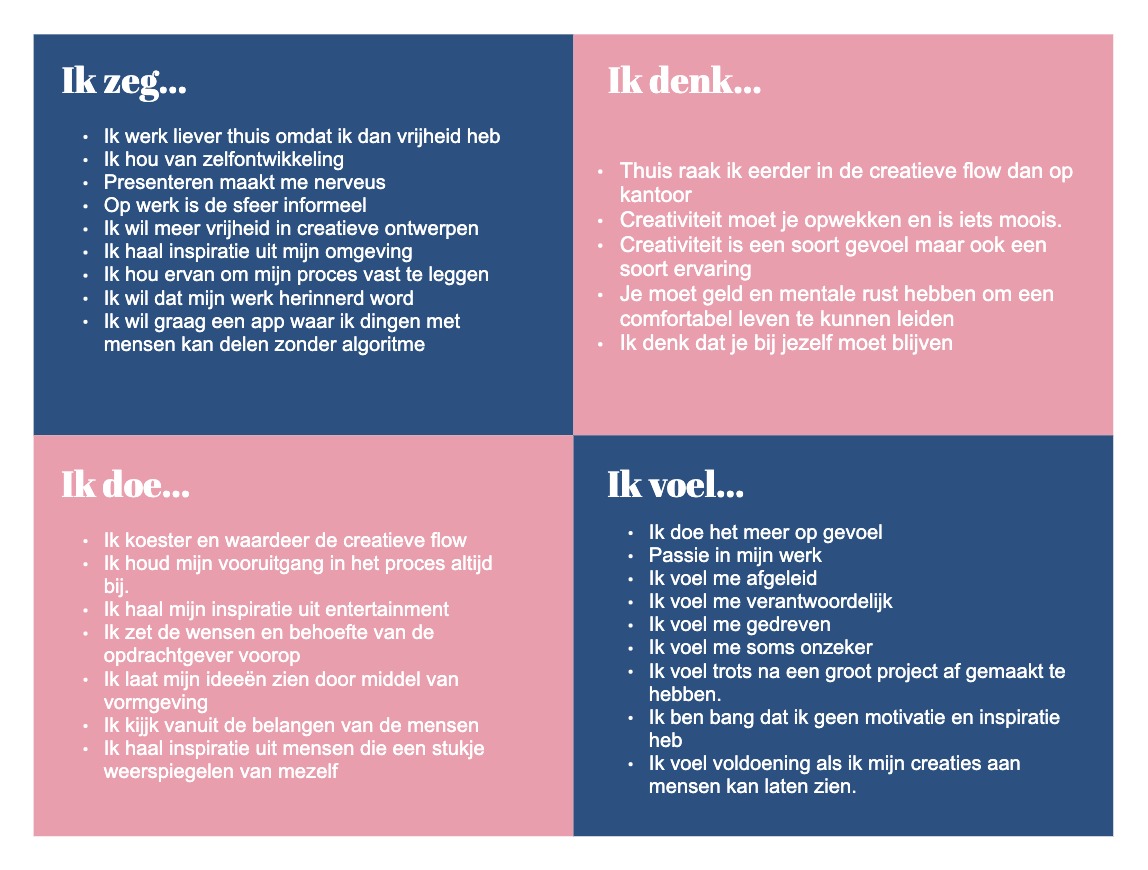 Ik zeg...
• Ik werk liever thuis omdat ik dan vrijheid heb
• Ik hou van zelfontwikkeling
• Presenteren maakt me nerveus
• Op werk is de sfeer informeel
• Ik wil meer vrijheid in creatieve ontwerpen
• Ik haal inspiratie uit mijn omgeving
• Ik hou ervan om mijn proces vast te leggen
• Ik wil dat mijn werk herinnerd word
• Ik wil graag een app waar ik dingen met
mensen kan delen zonder algoritme
Ik denk...
• Thuis raak ik eerder in de creatieve flow dan op
kantoor
• Creativiteit moet je opwekken en is iets moois.
• Creativiteit is een soort gevoel maar ook een
soort ervaring
• Je moet geld en mentale rust hebben om een
comfortabel leven te kunnen leiden
• Ik denk dat je bij jezelf moet blijven
Ik doe...
• Ik koester en waardeer de creatieve flow
• Ik houd mijn vooruitgang in het proces altijd
bij.
• Ik haal mijn inspiratie uit entertainment
• Ik zet de wensen en behoefte van de
opdrachtgever voorop
• Ik laat mijn ideeën zien door middel van
vormgeving
• Ik kijjk vanuit de belangen van de mensen
• Ik haal inspiratie uit mensen die een stukje
weerspiegelen van mezelf
Ik voel...
• Ik doe het meer op gevoel
• Passie in mijn werk
• Ik voel me afgeleid
• Ik voel me verantwoordelijk
• Ik voel me gedreven
• Ik voel me soms onzeker
• Ik voel trots na een groot project af gemaakt te
hebben.
• Ik ben bang dat ik geen motivatie en inspiratie
heb
• Ik voel voldoening als ik mijn creaties aan
mensen kan laten zien.